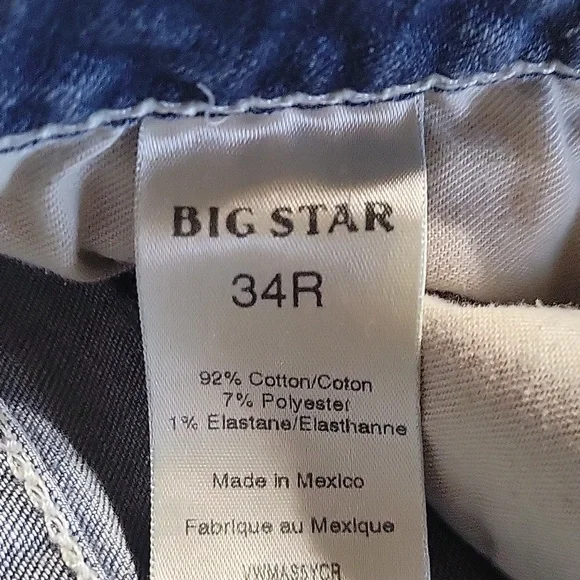 BIG STAR
34R
92% Cotton/Coton
7% Polyester
1% Elastane/Elasthanne
Made in Mexico
Fabrique au Mexique